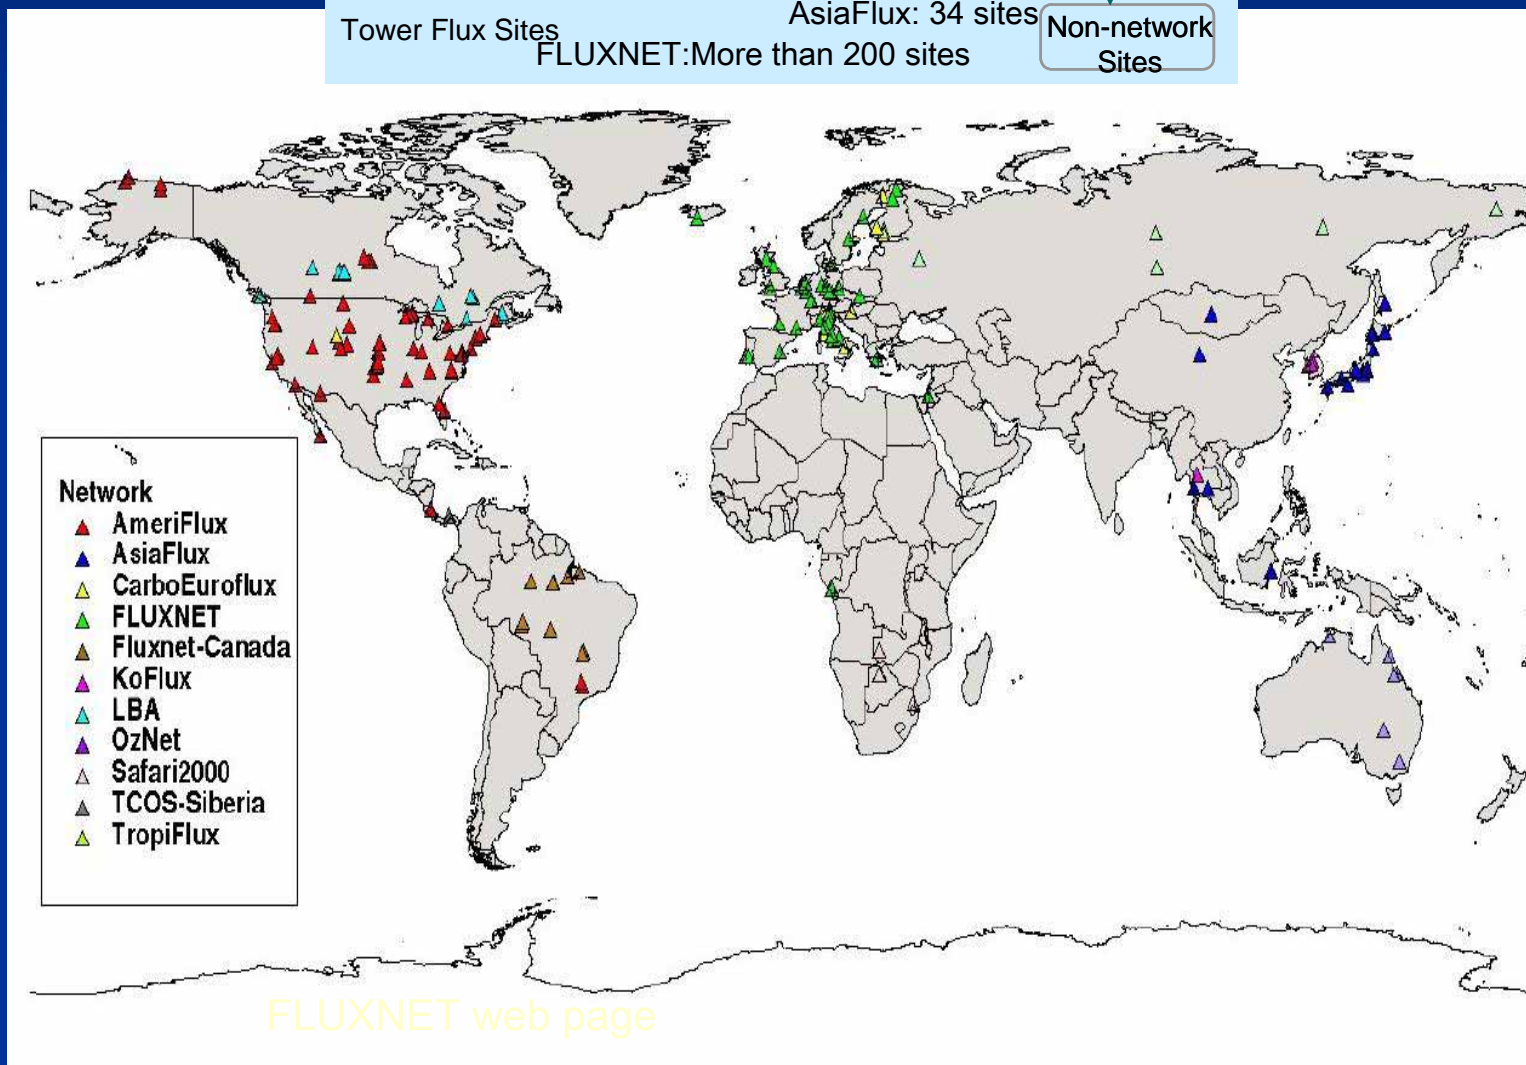 AsiaFlux: 34 sites
Tower Flux Sites
FLUXNET:More than 200 sites
Non-network
Sites
Network
AmeriFlux
AsiaFlux
CarboEuroflux
FLUXNET
Fluxnet-Canada
KoFlux
LBA
OzNet
Safari2000
TCOS-Siberia
TropiFlux
FLUXNET web page